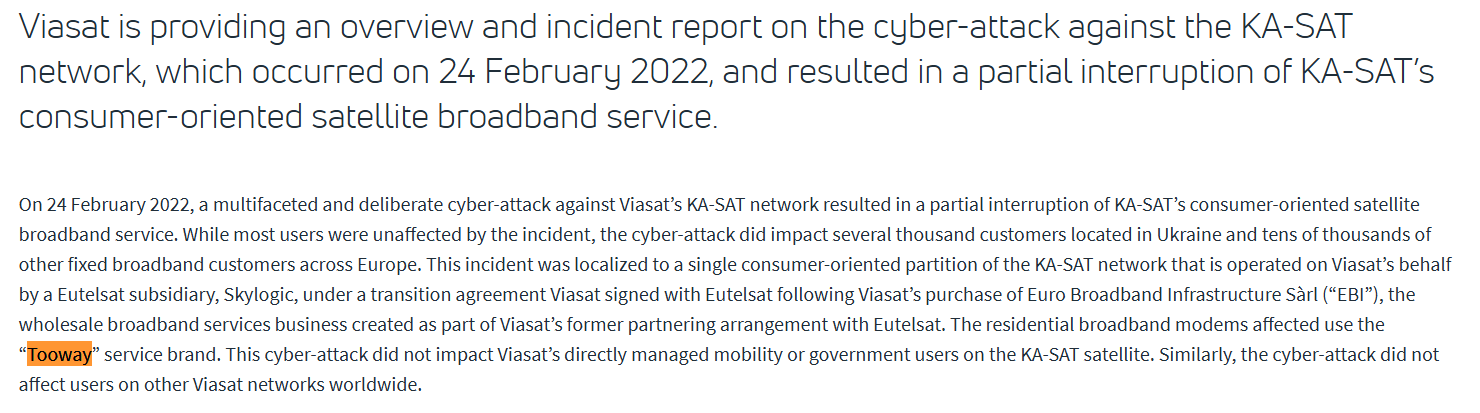 Viasat is providing an overview and incident report on the cyber-attack against the KA-SAT
network, which occurred on 24 February 2022, and resulted in a partial interruption of KA-SAT’s
consumer-oriented satellite broadband service.
On 24 February 2022, a multifaceted and deliberate cyber-attack against Viasat’s KA-SAT network resulted in a partial interruption of KA-SAT’s consumer-oriented satellite
broadband service. While most users were unaffected by the incident, the cyber-attack did impact several thousand customers located in Ukraine and tens of thousands of
other fixed broadband customers across Europe. This incident was localized to a single consumer-oriented partition of the KA-SAT network that is operated on Viasat’s behalf
by a Eutelsat subsidiary, Skylogic, under a transition agreement Viasat signed with Eutelsat following Viasat’s purchase of Euro Broadband Infrastructure Sàrl (“EBI”), the
wholesale broadband services business created as part of Viasat’s former partnering arrangement with Eutelsat. The residential broadband modems affected use the
“Tooway” service brand. This cyber-attack did not impact Viasat’s directly managed mobility or government users on the KA-SAT satellite. Similarly, the cyber-attack did not
affect users on other Viasat networks worldwide.